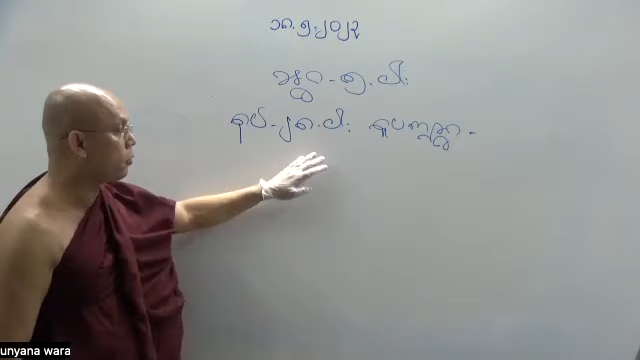 ၁၈.၅.၂၀၂၃
ခန္ဓာ - ၅.ပါး
ရုပ် - ၂၈.ပါး ရူပက္ခန္ဓာ -
unyana wara